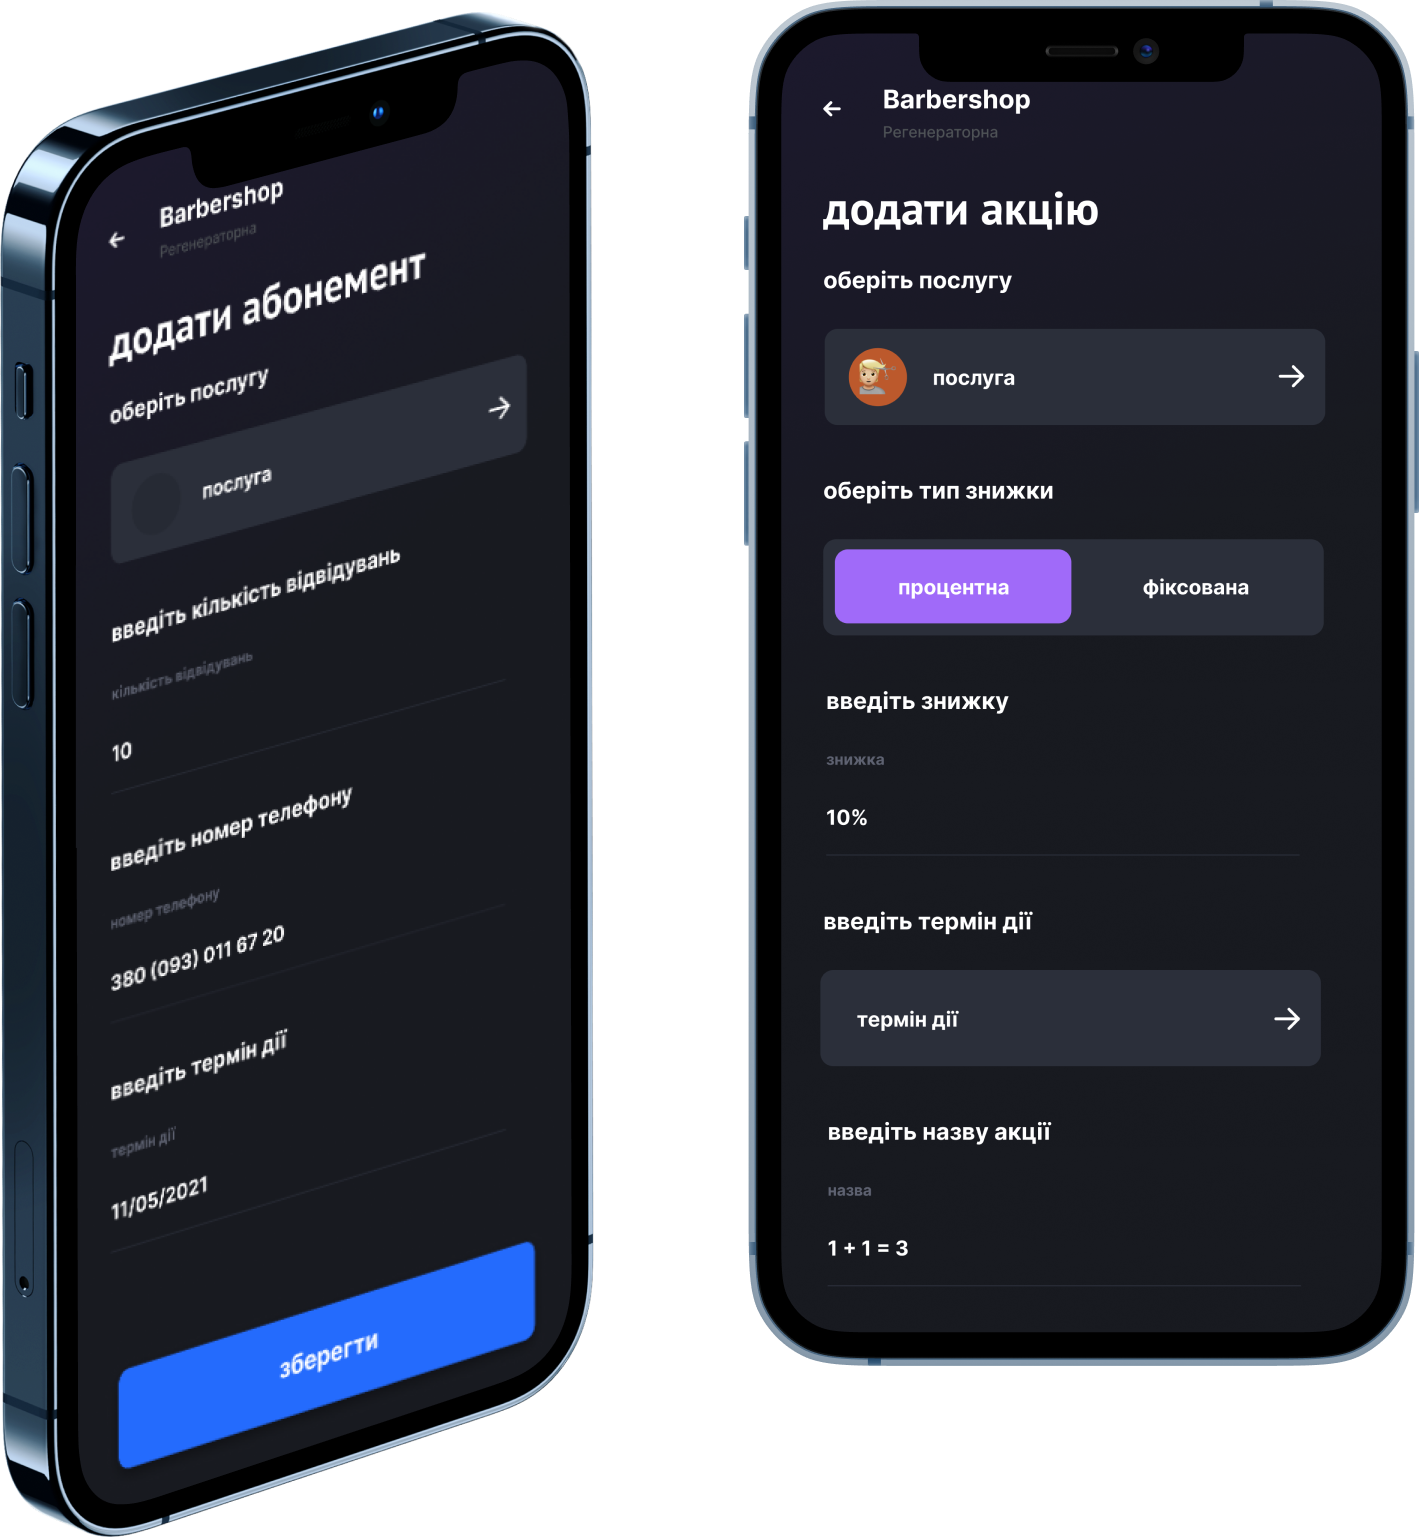 Barbershop
Регенераторна
додати абонемент
оберіть послугу
послуга
введіть кількість відвідувань
кількість відвідувань
10
введіть номер телефону
номер телефону
380 (093) 011 67 20
введіть термін дії
термін дії
11/05/2021
зберегти
Barbershop
Регенераторна
додати акцію
оберіть послугу
послуга
оберіть тип знижки
процентна фіксована
введіть знижку
знижка
10%
введіть термін дії
термін дії
введіть назву акції
назва
1 + 1 = 3